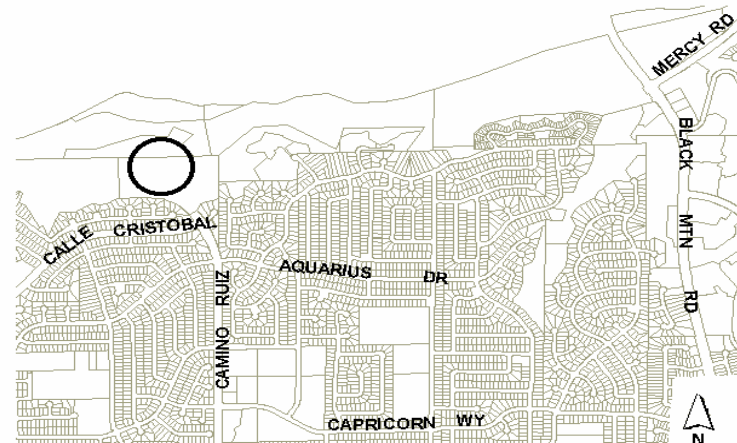 MERCY RD
BLACK MTN RD
CALLE CRISTOBAL
AQUARIUS DR
CAMINO RUIZ
CAPRICORN WY
N